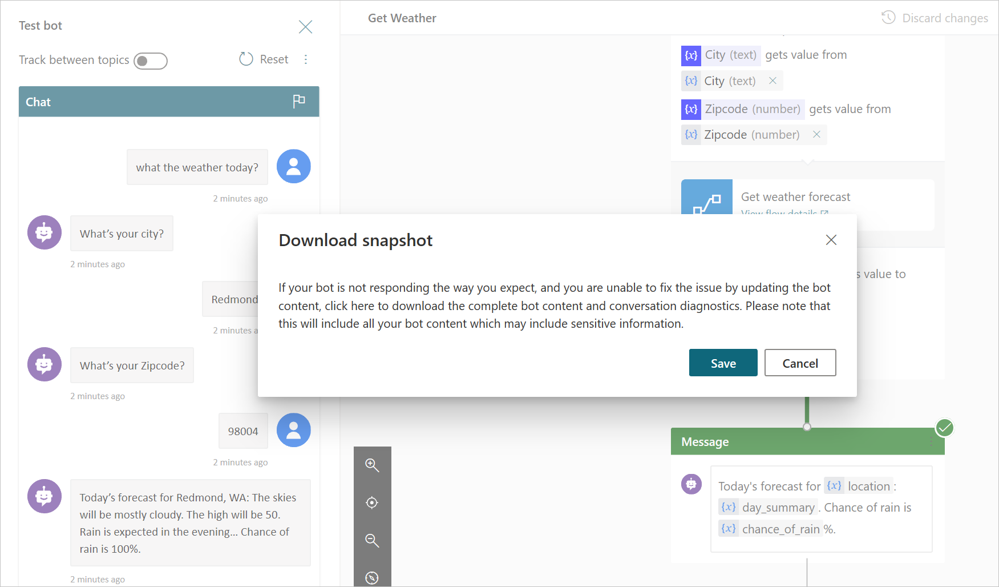 Test bot
Track between topics
Reset
Chat
what the weather today?
2 minutes ago
What's your city?
2 minutes ago
Redmond
2 minutes a
What's your Zipcode?
2 minutes ago
98004
2 minutes ago
Today's forecast for Redmond, WA: The skies
will be mostly cloudy. The high will be 50.
Rain is expected in the evening... Chance of
rain is 100%.
2 minutes ago
Get Weather
Discard changes
{x} City (text) gets value from
{x} City (text)
{x} Zipcode (number) gets value from
{x} Zipcode (number)
Get weather forecast
View flow details
s value to
Download snapshot
If your bot is not responding the way you expect, and you are unable to fix the issue by updating the bot
content, click here to download the complete bot content and conversation diagnostics. Please note that
this will include all your bot content which may include sensitive information.
Save
Cancel
Message
Today's forecast for {x} location :
{x} day_summary . Chance of rain is
{x} chance_of_rain %.